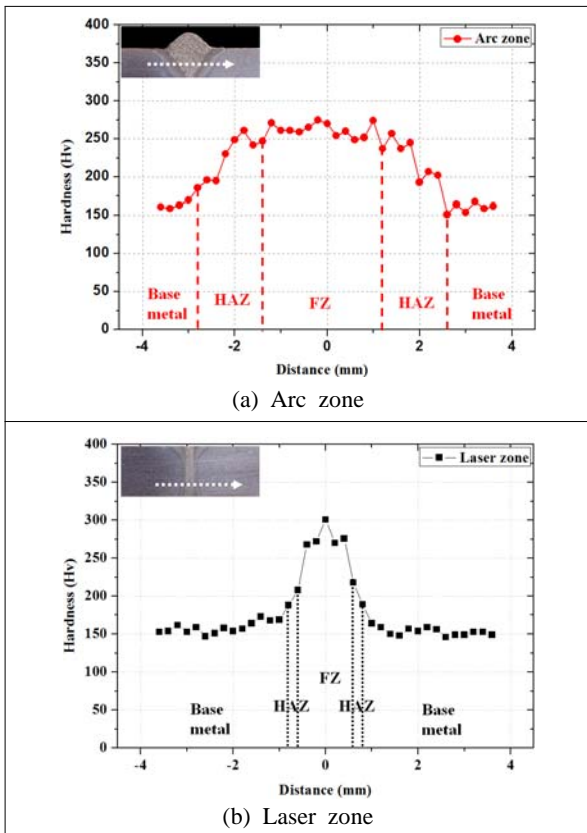 400
Arc zone
350
300
250
200
150
100
50
0
Hardness (Hv)
Base
metal
HAZ
FZ
HAZ
Base
metal
-4
-2
0
2
4
Distance (mm)
(a) Arc zone
400
Laser zone
350
300
250
200
150
100
50
0
Hardness (Hv)
Base
metal
HAZ
FZ
HAZ
Base
metal
-4
-2
0
2
4
Distance (mm)
(b) Laser zone